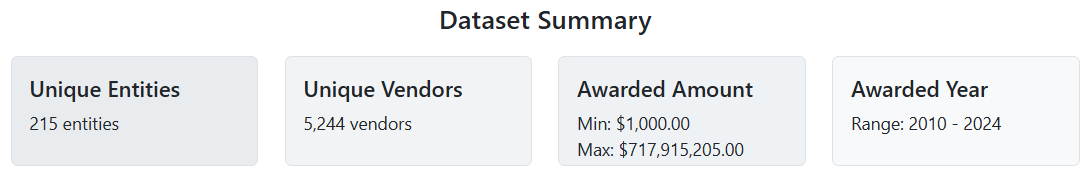 Dataset Summary
Unique Entities
215 entities
Unique Vendors
5,244 vendors
Awarded Amount
Min: $1,000.00
Max: $717,915,205.00
Awarded Year
Range: 2010 - 2024